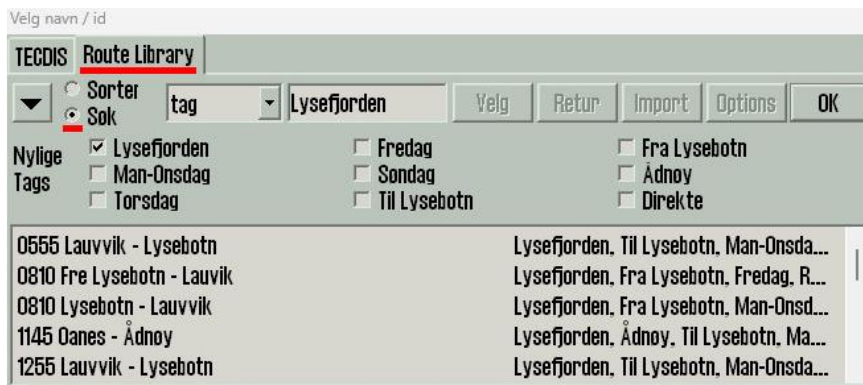 Velg navn / id
TECDIS Route Library
Sorter
Søk
tag
Lysefjorden
Velg Retur Import Options OK
Nylige Tags
Lysefjorden Fredag Fra Lysebotn
Man-Onsdag Søndag Ådnøy
Torsdag Til Lysebotn Direkte
0555 Lauvvik - Lysebotn Lysefjorden, Til Lysebotn, Man-Onsda...
0810 Fre Lysebotn - Lauvik Lysefjorden, Fra Lysebotn, Fredag, R...
0810 Lysebotn - Lauvvik Lysefjorden, Fra Lysebotn, Man-Onsd...
1145 Oanes - Ådnøy Lysefjorden, Ådnøy, Til Lysebotn, Ma...
1255 Lauvvik - Lysebotn Lysefjorden, Til Lysebotn, Man-Onsda...